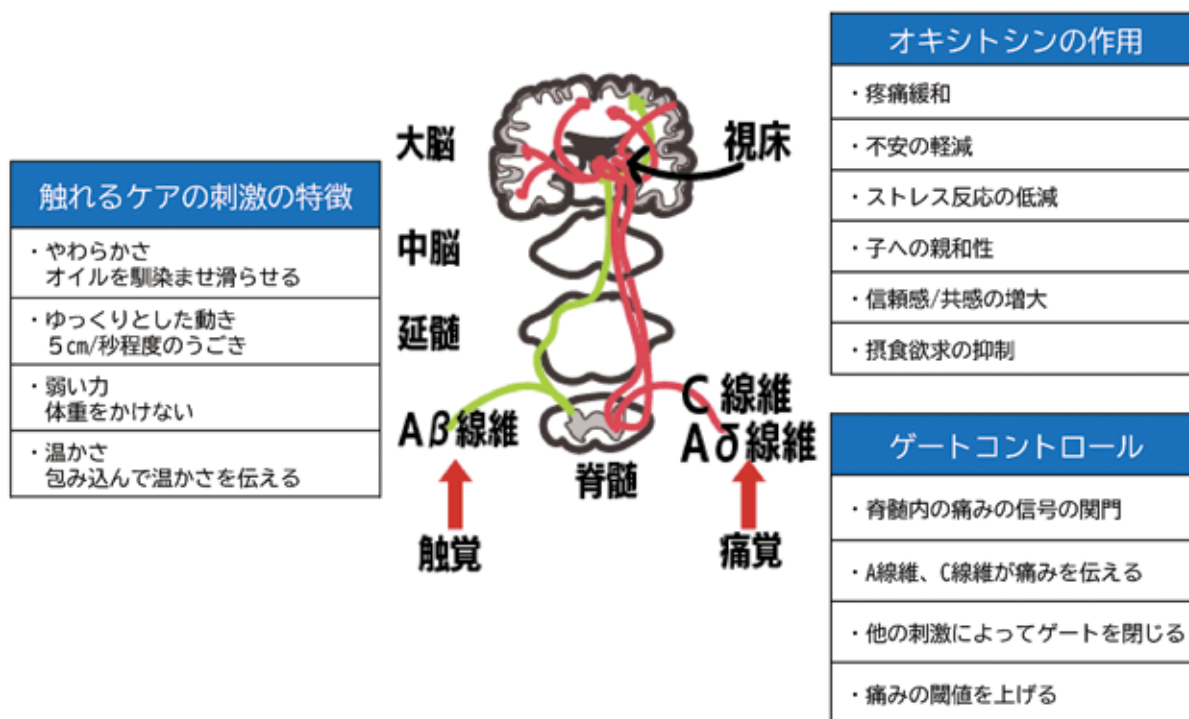 触れるケアの刺激の特徴
・やわらかさ
オイルを馴染ませ滑らせる
・ゆっくりとした動き
５㎝/秒程度のうごき
・弱い力
体重をかけない
・温かさ
包み込んで温かさを伝える
大脳
視床
中脳
延髄
Aβ線維
C線維
Aδ線維
脊髄
触覚
痛覚
オキシトシンの作用
・疼痛緩和
・不安の軽減
・ストレス反応の低減
・子への親和性
・信頼感/共感の増大
・摂食欲求の抑制
ゲートコントロール
・脊髄内の痛みの信号の関門
・A線維、C線維が痛みを伝える
・他の刺激によってゲートを閉じる
・痛みの閾値を上げる